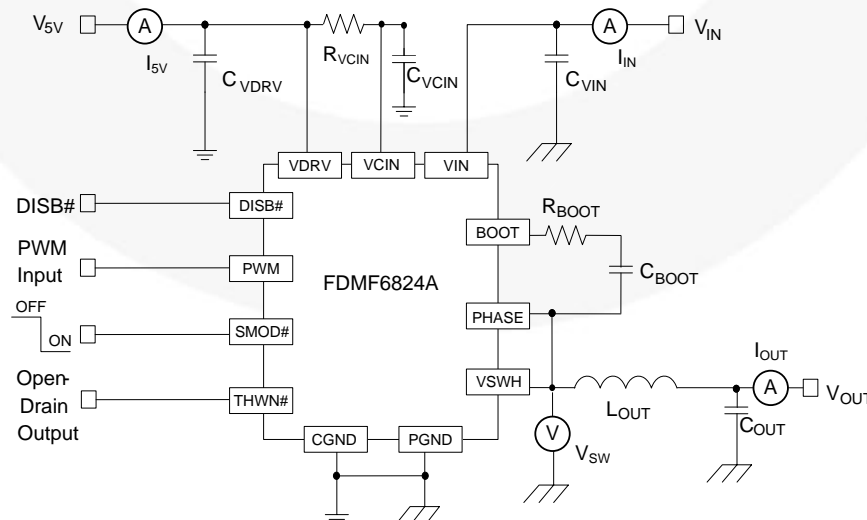 V5V
A
I5V
CVDRV
RVCIN
CVCIN
CVIN
A
IIN
VIN
VDRV
VCIN
VIN
DISB#
DISB#
PWM
Input
PWM
OFF
ON
SMOD#
Open-
Drain
Output
THWN#
FDMF6824A
BOOT
RBOOT
CBOOT
PHASE
VSWH
LOUT
IOUT
A
VOUT
COUT
V
VSW
CGND
PGND